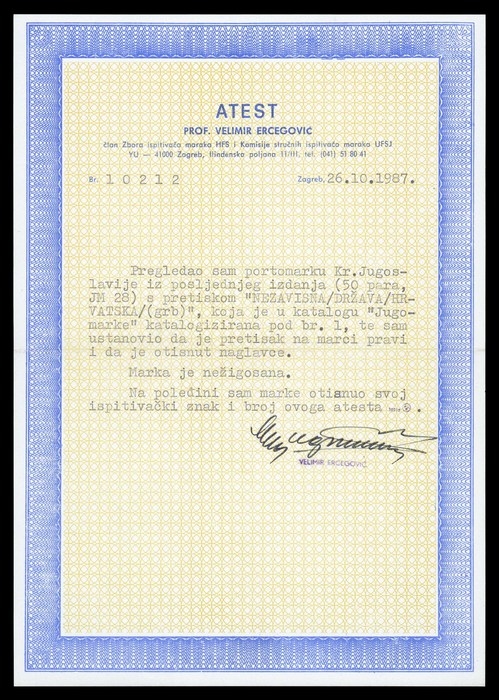 ATEST
PROF. VELIMIR ERCEGOVIĆ
član Zbora ispitivača maraka HFS i Komisije stručnih ispitivača maraka UFSJ
YU — 41000 Zagreb, Ilindenska poljana 11/III. tel. (041) 51 80 41
Br. 10212 Zagreb, 26.10.1987.
Pregledao sam portomarku Kr.Jugos-
lavije iz posljednjeg izdanja (50 para,
JM 28) s pretiskom "NEZAVISNA/DRŽAVA/HR-
VATSKA/(grb)", koja je u katalogu "Jugo-
marke" katalogizirana pod br. 1, te sam
ustanovio da je pretisak na marci pravi
i da je otisnut naglavce.
Marka je nežigosana.
Na poleđini sam marke otisnuo svoj
ispitivački znak i broj ovoga atesta
VELIMIR ERCEGOVIĆ